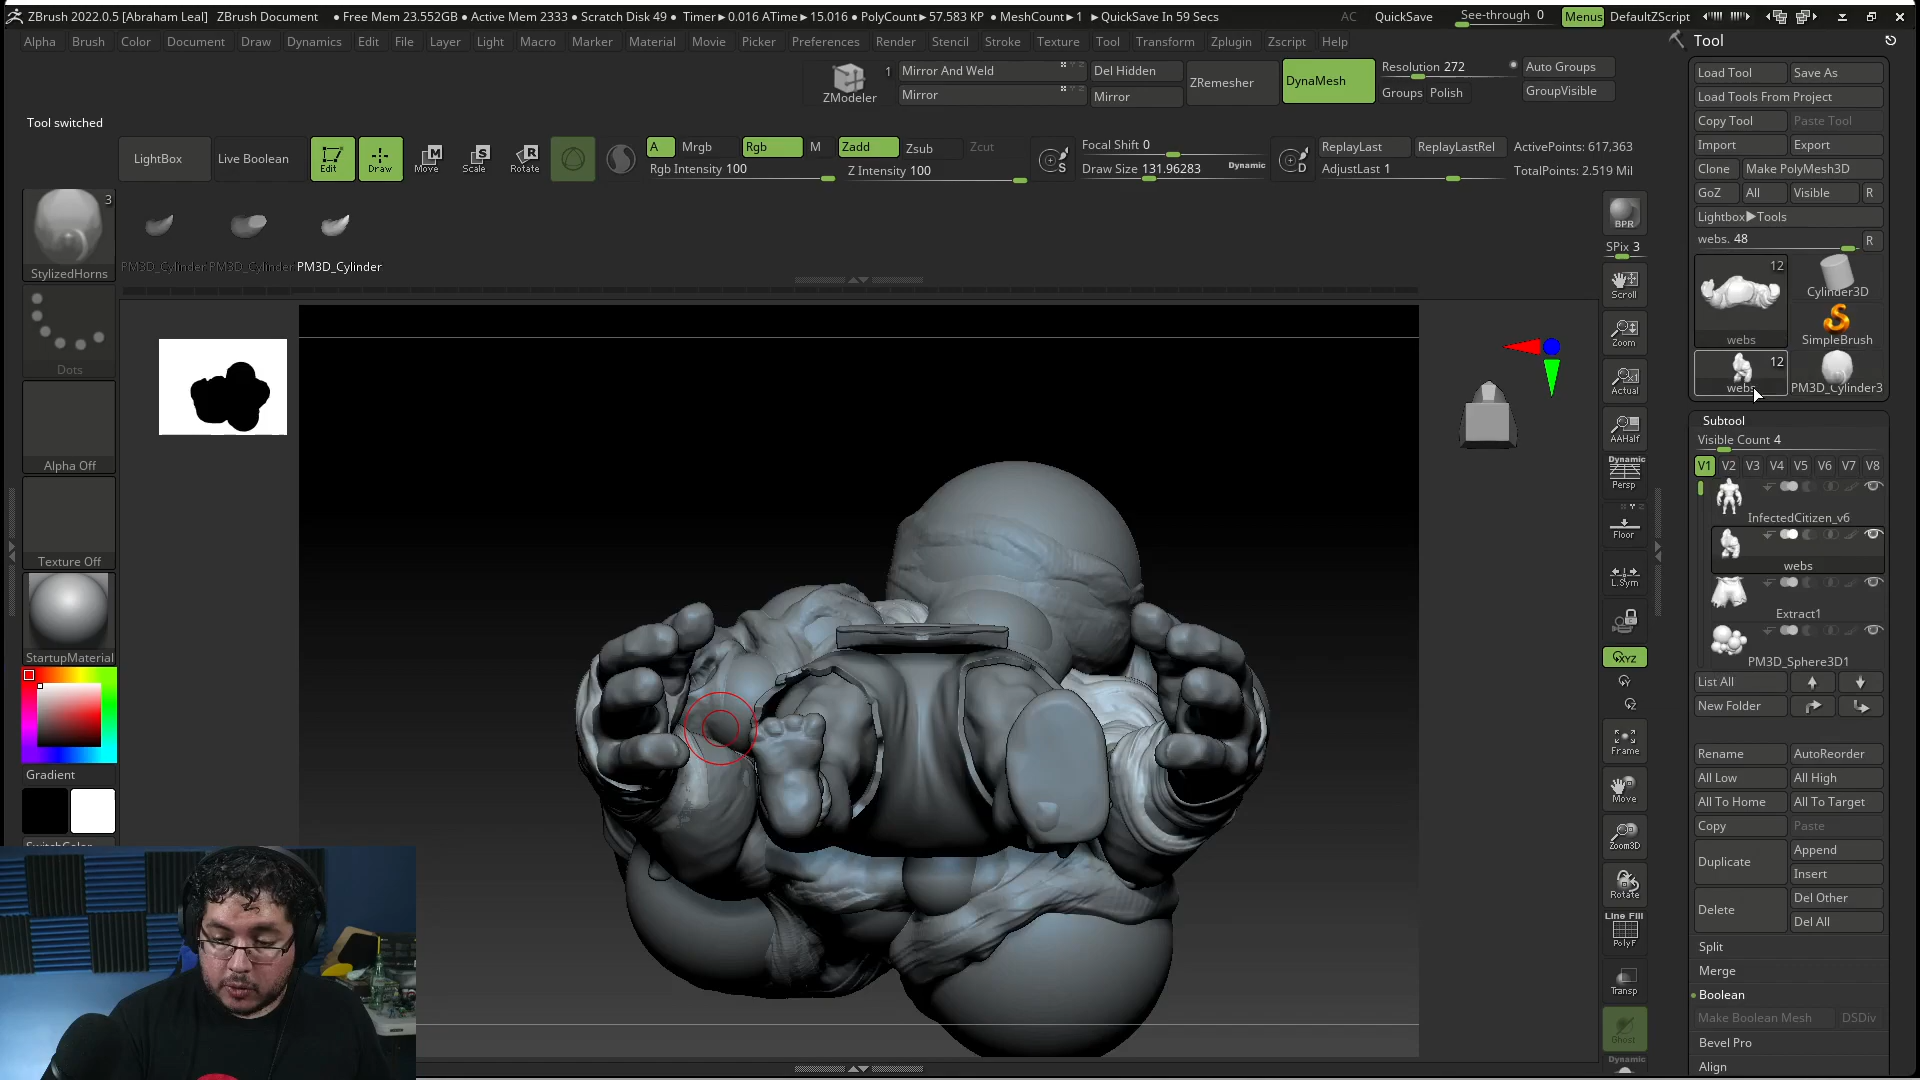 ZBrush 2022.0.5 [Abraham Leal] ZBrush Document ● Free Mem 23.552GB ● Active Mem 2333 ● Scratch Disk 49 ● Timer▶0.016 ATime▶15.016 ● PolyCount▶57.583 KP ● MeshCount▶1 ▶QuickSave In 59 Secs AC QuickSave See-through 0 Menus DefaultZScript
Alpha Brush Color Document Draw Dynamics Edit File Layer Light Macro Marker Material Movie Picker Preferences Render Stencil Stroke Texture Tool Transform Zplugin Zscript Help
Tool
ZModeler 1
Mirror And Weld
Mirror
Del Hidden
Mirror
ZRemesher
DynaMesh
Resolution 272
Groups Polish
Auto Groups
GroupVisible
Tool switched
LightBox
Live Boolean
Edit
Draw
Move
Scale
Rotate
A Mrgb Rgb M Zadd Zsub Zcut
Rgb Intensity 100
Z Intensity 100
S
Focal Shift 0
Draw Size 131.96283 Dynamic
D
ReplayLast ReplayLastRel
AdjustLast 1
ActivePoints: 617,363
TotalPoints: 2.519 Mil
3
StylizedHorns
PM3D_Cylinder PM3D_Cylinder PM3D_Cylinder
Dots
Alpha Off
Texture Off
StartupMaterial
Gradient
SwitchColor
BPR
SPix 3
Scroll
Zoom
Actual
AAHalf
Dynamic
Persp
Floor
L.Sym
XYZ
Y
Z
Frame
Move
Zoom3D
Rotate
Line Fill
PolyF
Transp
Ghost
Dynamic
Load Tool Save As
Load Tools From Project
Copy Tool Paste Tool
Import Export
Clone Make PolyMesh3D
GoZ All Visible R
Lightbox▶Tools
webs. 48 R
12
webs
Cylinder3D
SimpleBrush
12
webs
PM3D_Cylinder3
Subtool
Visible Count 4
V1 V2 V3 V4 V5 V6 V7 V8
InfectedCitizen_v6
webs
Extract1
PM3D_Sphere3D1
List All
New Folder
Rename AutoReorder
All Low All High
All To Home All To Target
Copy Paste
Duplicate Append
Insert
Delete Del Other
Del All
Split
Merge
Boolean
Make Boolean Mesh DSDiv
Bevel Pro
Align